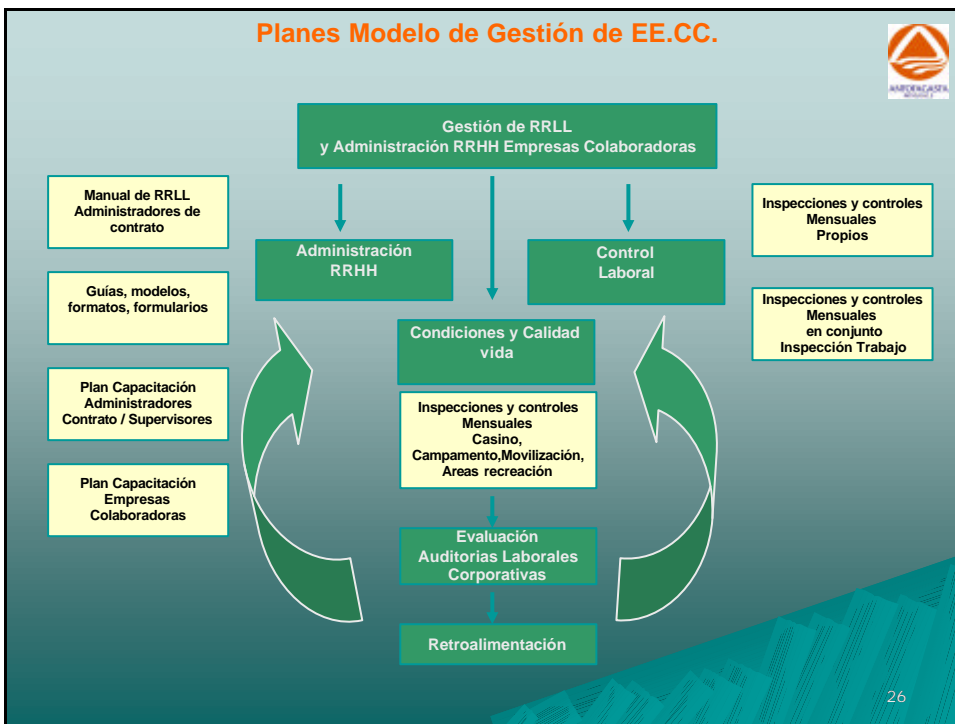 Planes Modelo de Gestión de EE.CC.
ANTOFAGASTA
Gestión de RRLL
y Administración RRHH Empresas Colaboradoras
Manual de RRLL
Administradores de
contrato
Guías, modelos,
formatos, formularios
Plan Capacitación
Administradores
Contrato / Supervisores
Plan Capacitación
Empresas
Colaboradoras
Administración
RRHH
Condiciones y Calidad
vida
Inspecciones y controles
Mensuales
Casino,
Campamento,Movilización,
Areas recreación
Evaluación
Auditorias Laborales
Corporativas
Retroalimentación
Control
Laboral
Inspecciones y controles
Mensuales
Propios
Inspecciones y controles
Mensuales
en conjunto
Inspección Trabajo
26